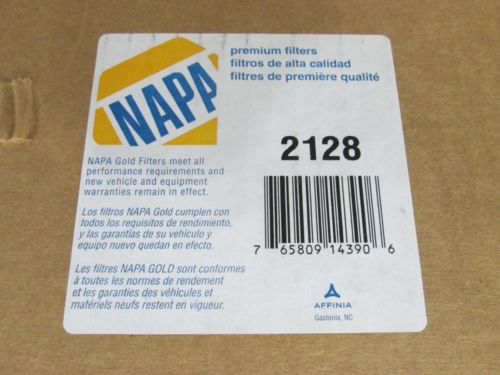 NAPA
premium filters
filtros de alta calidad
filtres de première qualité
2128
NAPA Gold Filters meet all
performance requirements and
new vehicle and equipment
warranties remain in effect.
Los filtros NAPA Gold cumplen con
todos los requisitos de rendimiento,
y las garantías de su vehículo y
equipo nuevo quedan en efecto.
Les filtres NAPA GOLD sont conformes
à toutes les normes de rendement
et les garanties des véhicules et
matériels neufs restent en vigueur.
7 65809 14390 6
AFFINIA
Gastonia, NC